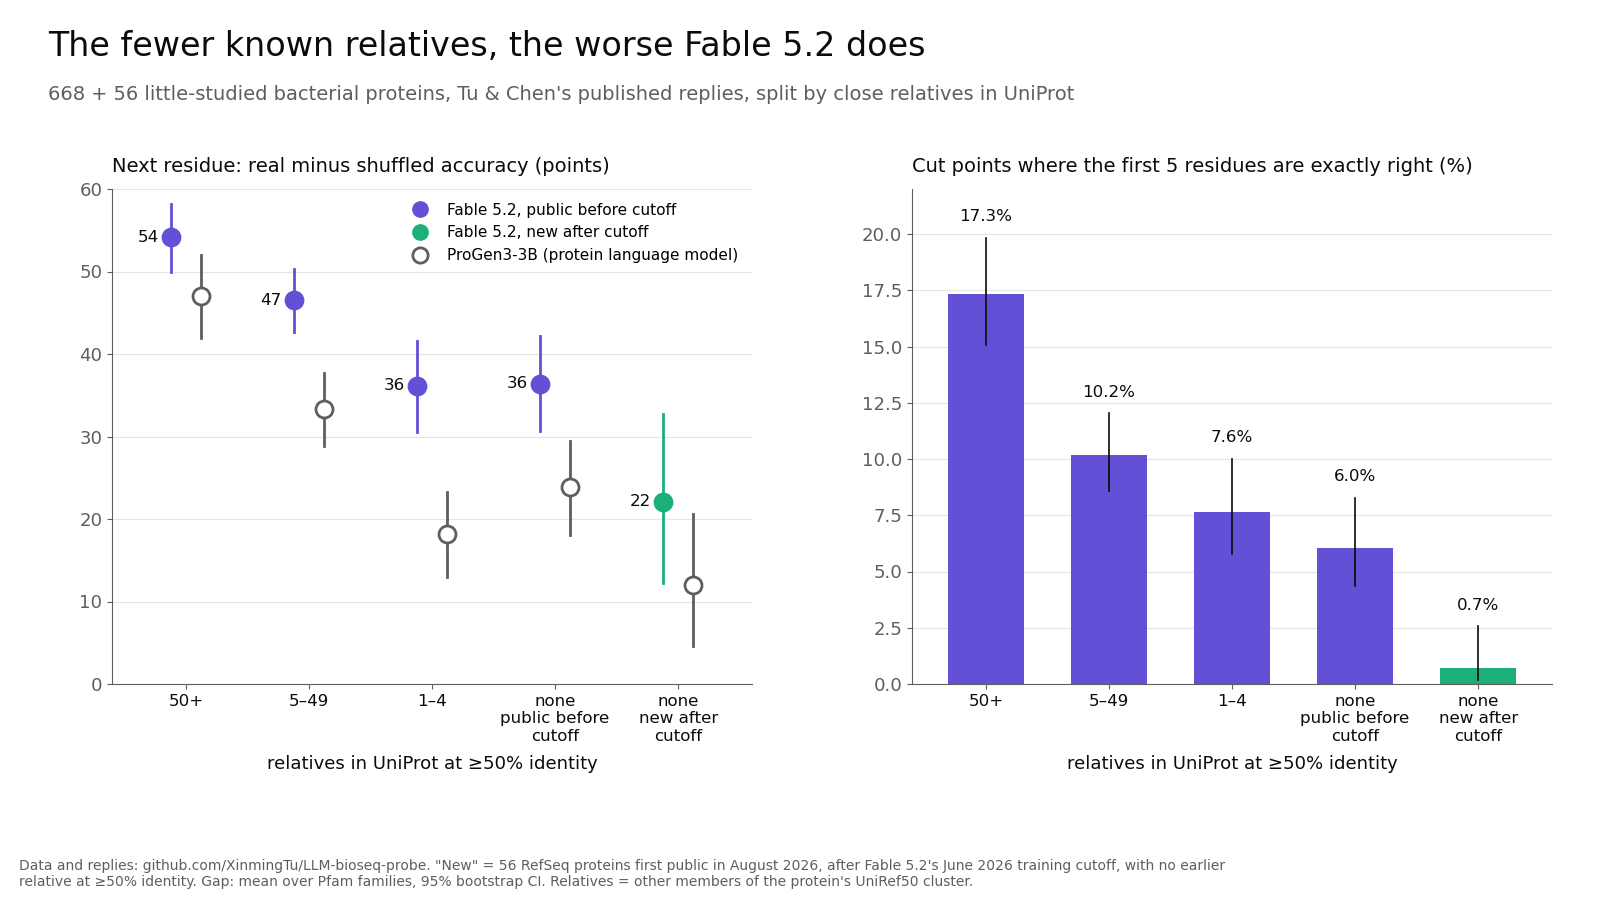 The fewer known relatives, the worse Fable 5.2 does
668 + 56 little-studied bacterial proteins, Tu & Chen's published replies, split by close relatives in UniProt
Next residue: real minus shuffled accuracy (points)
60
50
40
30
20
10
0
Fable 5.2, public before cutoff
Fable 5.2, new after cutoff
ProGen3-3B (protein language model)
54
47
36
36
22
50+
5–49
1–4
none
public before
cutoff
none
new after
cutoff
relatives in UniProt at ≥50% identity
Cut points where the first 5 residues are exactly right (%)
20.0
17.5
15.0
12.5
10.0
7.5
5.0
2.5
0.0
17.3%
10.2%
7.6%
6.0%
0.7%
50+
5–49
1–4
none
public before
cutoff
none
new after
cutoff
relatives in UniProt at ≥50% identity
Data and replies: github.com/XinmingTu/LLM-bioseq-probe. "New" = 56 RefSeq proteins first public in August 2026, after Fable 5.2's June 2026 training cutoff, with no earlier
relative at ≥50% identity. Gap: mean over Pfam families, 95% bootstrap CI. Relatives = other members of the protein's UniRef50 cluster.